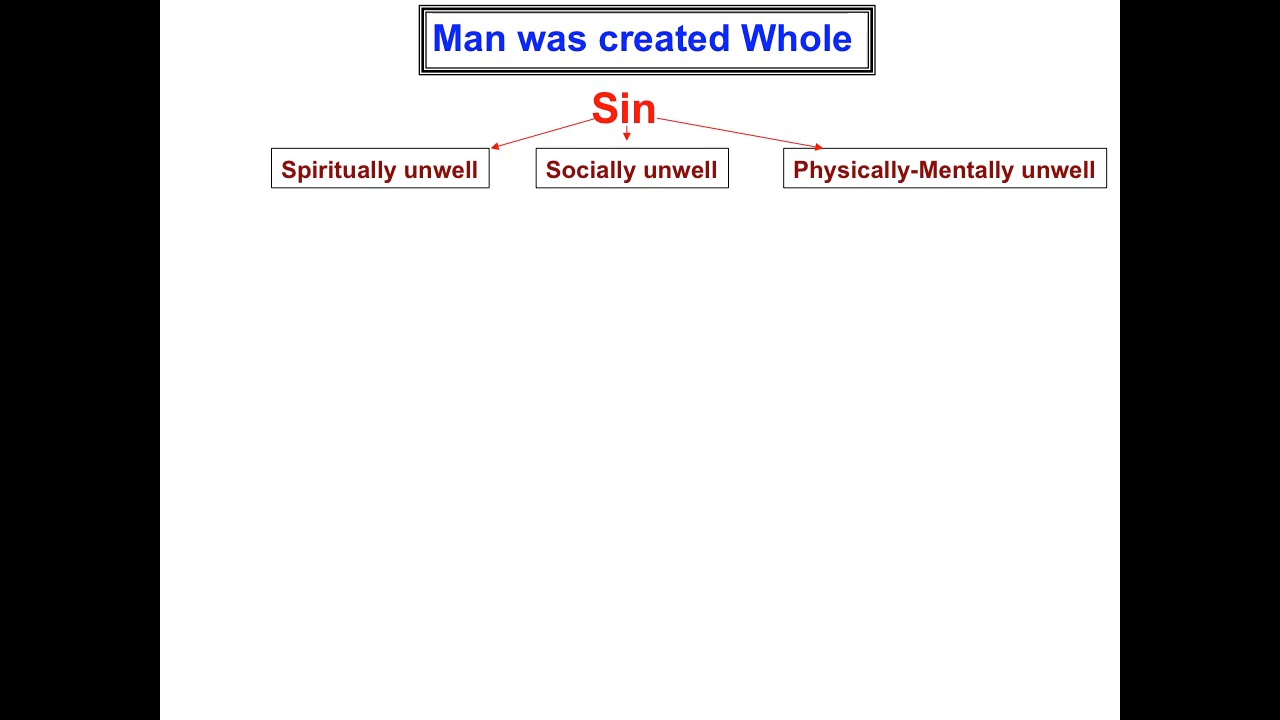 Man was created Whole
Sin
Spiritually unwell
Socially unwell
Physically-Mentally unwell